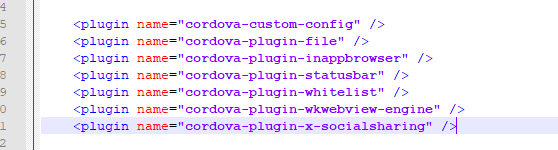 4
5
<plugin name="cordova-custom-config" />
6
<plugin name="cordova-plugin-file" />
7
<plugin name="cordova-plugin-inappbrowser" />
8
<plugin name="cordova-plugin-statusbar" />
9
<plugin name="cordova-plugin-whitelist" />
0
<plugin name="cordova-plugin-wkwebview-engine" />
1
<plugin name="cordova-plugin-x-socialsharing" />
2